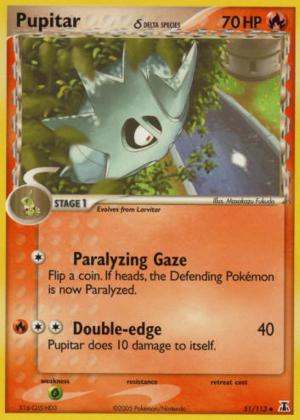 Pupitar δ DELTA SPECIES 70 HP
STAGE 1
Evolves from Larvitar
Illus. Masakazu Fukuda
Paralyzing Gaze
Flip a coin. If heads, the Defending Pokémon
is now Paralyzed.
Double-edge 40
Pupitar does 10 damage to itself.
weakness resistance retreat cost
©2005 Pokémon/Nintendo
51/113